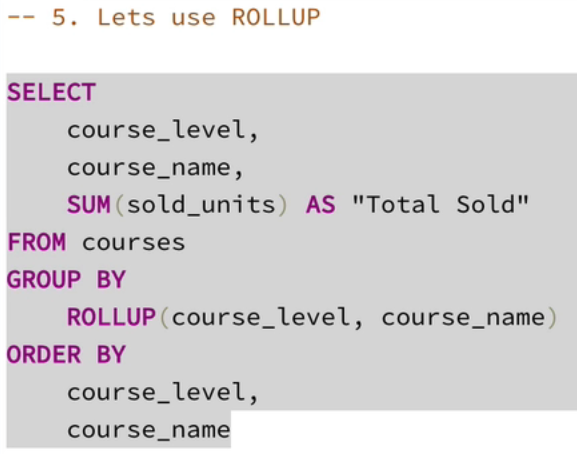 -- 5. Lets use ROLLUP
SELECT
course_level,
course_name,
SUM(sold_units) AS "Total Sold"
FROM courses
GROUP BY
ROLLUP(course_level, course_name)
ORDER BY
course_level,
course_name